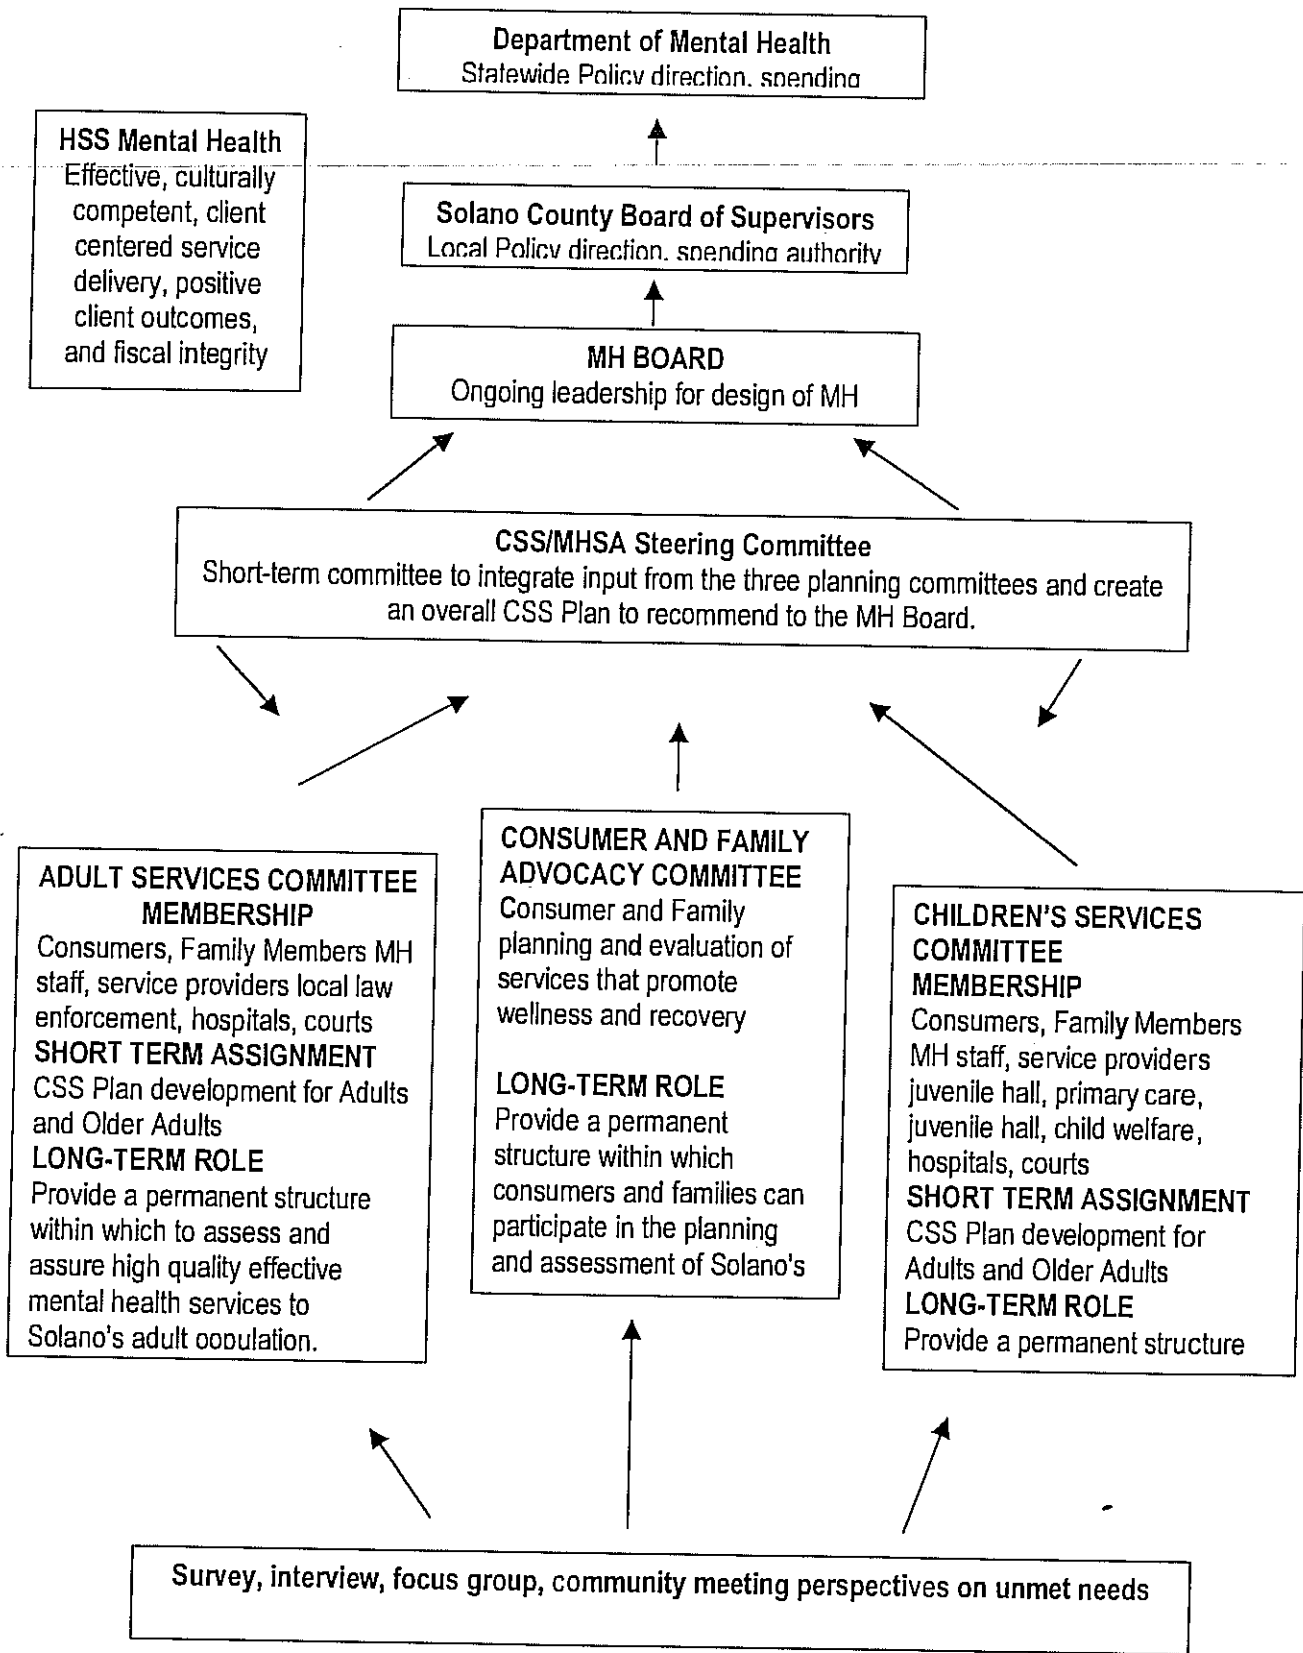 Department of Mental Health
Statewide Policy direction, spending
HSS Mental Health
Effective, culturally
competent, client
centered service
delivery, positive
client outcomes,
and fiscal integrity
Solano County Board of Supervisors
Local Policy direction, spending authority
MH BOARD
Ongoing leadership for design of MH
CSS/MHSA Steering Committee
Short-term committee to integrate input from the three planning committees and create
an overall CSS Plan to recommend to the MH Board.
ADULT SERVICES COMMITTEE
MEMBERSHIP
Consumers, Family Members MH
staff, service providers local law
enforcement, hospitals, courts
SHORT TERM ASSIGNMENT
CSS Plan development for Adults
and Older Adults
LONG-TERM ROLE
Provide a permanent structure
within which to assess and
assure high quality effective
mental health services to
Solano's adult population.
CONSUMER AND FAMILY
ADVOCACY COMMITTEE
Consumer and Family
planning and evaluation of
services that promote
wellness and recovery
LONG-TERM ROLE
Provide a permanent
structure within which
consumers and families can
participate in the planning
and assessment of Solano's
CHILDREN'S SERVICES
COMMITTEE
MEMBERSHIP
Consumers, Family Members
MH staff, service providers
juvenile hall, primary care,
juvenile hall, child welfare,
hospitals, courts
SHORT TERM ASSIGNMENT
CSS Plan development for
Adults and Older Adults
LONG-TERM ROLE
Provide a permanent structure
Survey, interview, focus group, community meeting perspectives on unmet needs